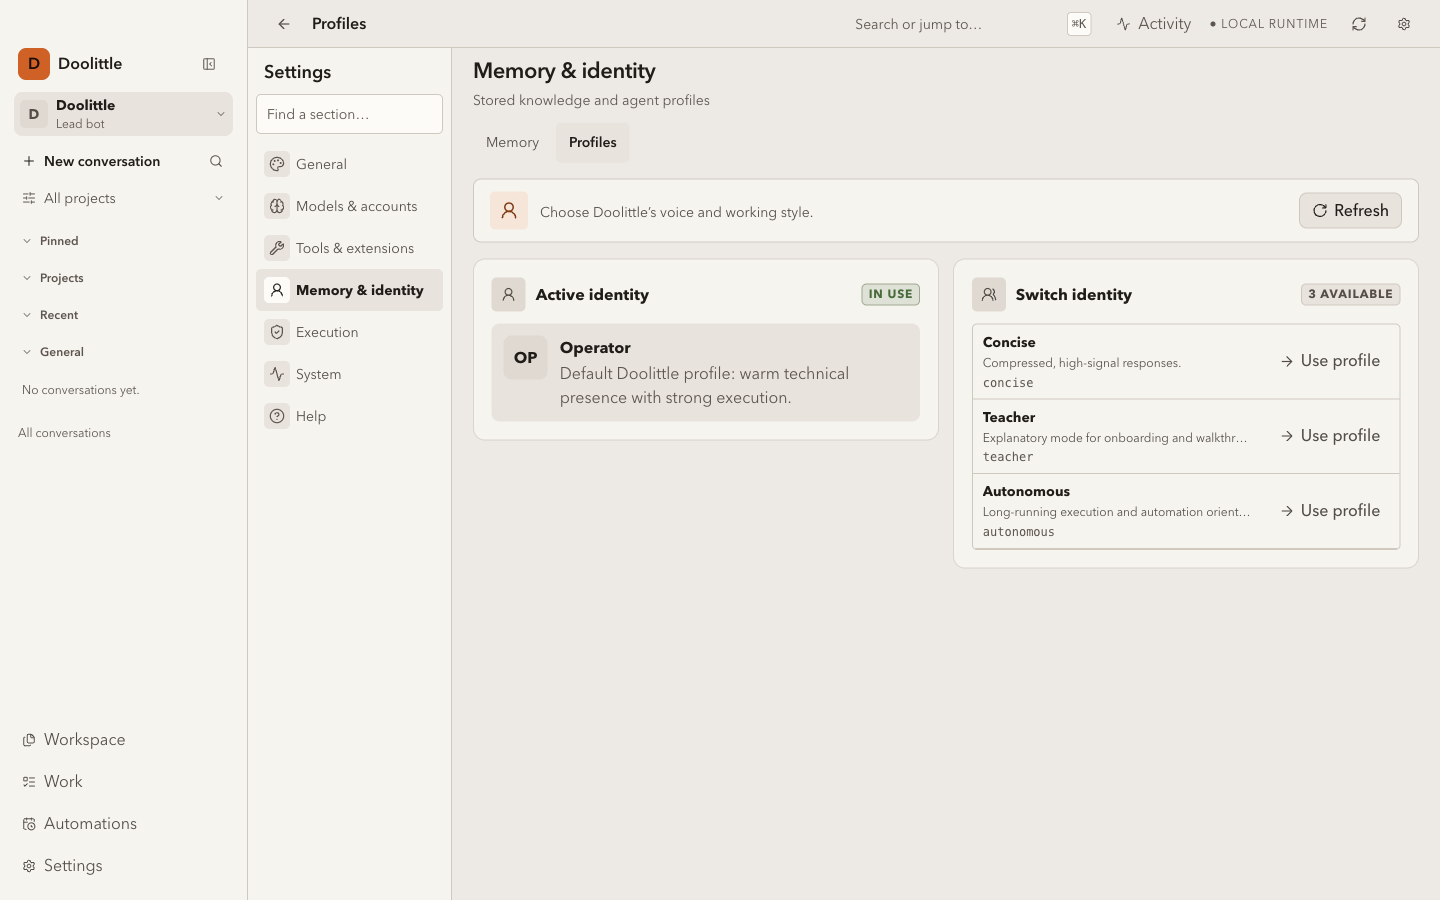 D
Doolittle
D
Doolittle
Lead bot
New conversation
All projects
Pinned
Projects
Recent
General
No conversations yet.
All conversations
Workspace
Work
Automations
Settings
Profiles
Search or jump to…
⌘K
Activity
• LOCAL RUNTIME
Settings
Find a section…
General
Models & accounts
Tools & extensions
Memory & identity
Execution
System
Help
Memory & identity
Stored knowledge and agent profiles
Memory
Profiles
Choose Doolittle’s voice and working style.
Refresh
Active identity
IN USE
OP
Operator
Default Doolittle profile: warm technical
presence with strong execution.
Switch identity
3 AVAILABLE
Concise
Compressed, high-signal responses.
concise
Use profile
Teacher
Explanatory mode for onboarding and walkthr…
teacher
Use profile
Autonomous
Long-running execution and automation orient…
autonomous
Use profile